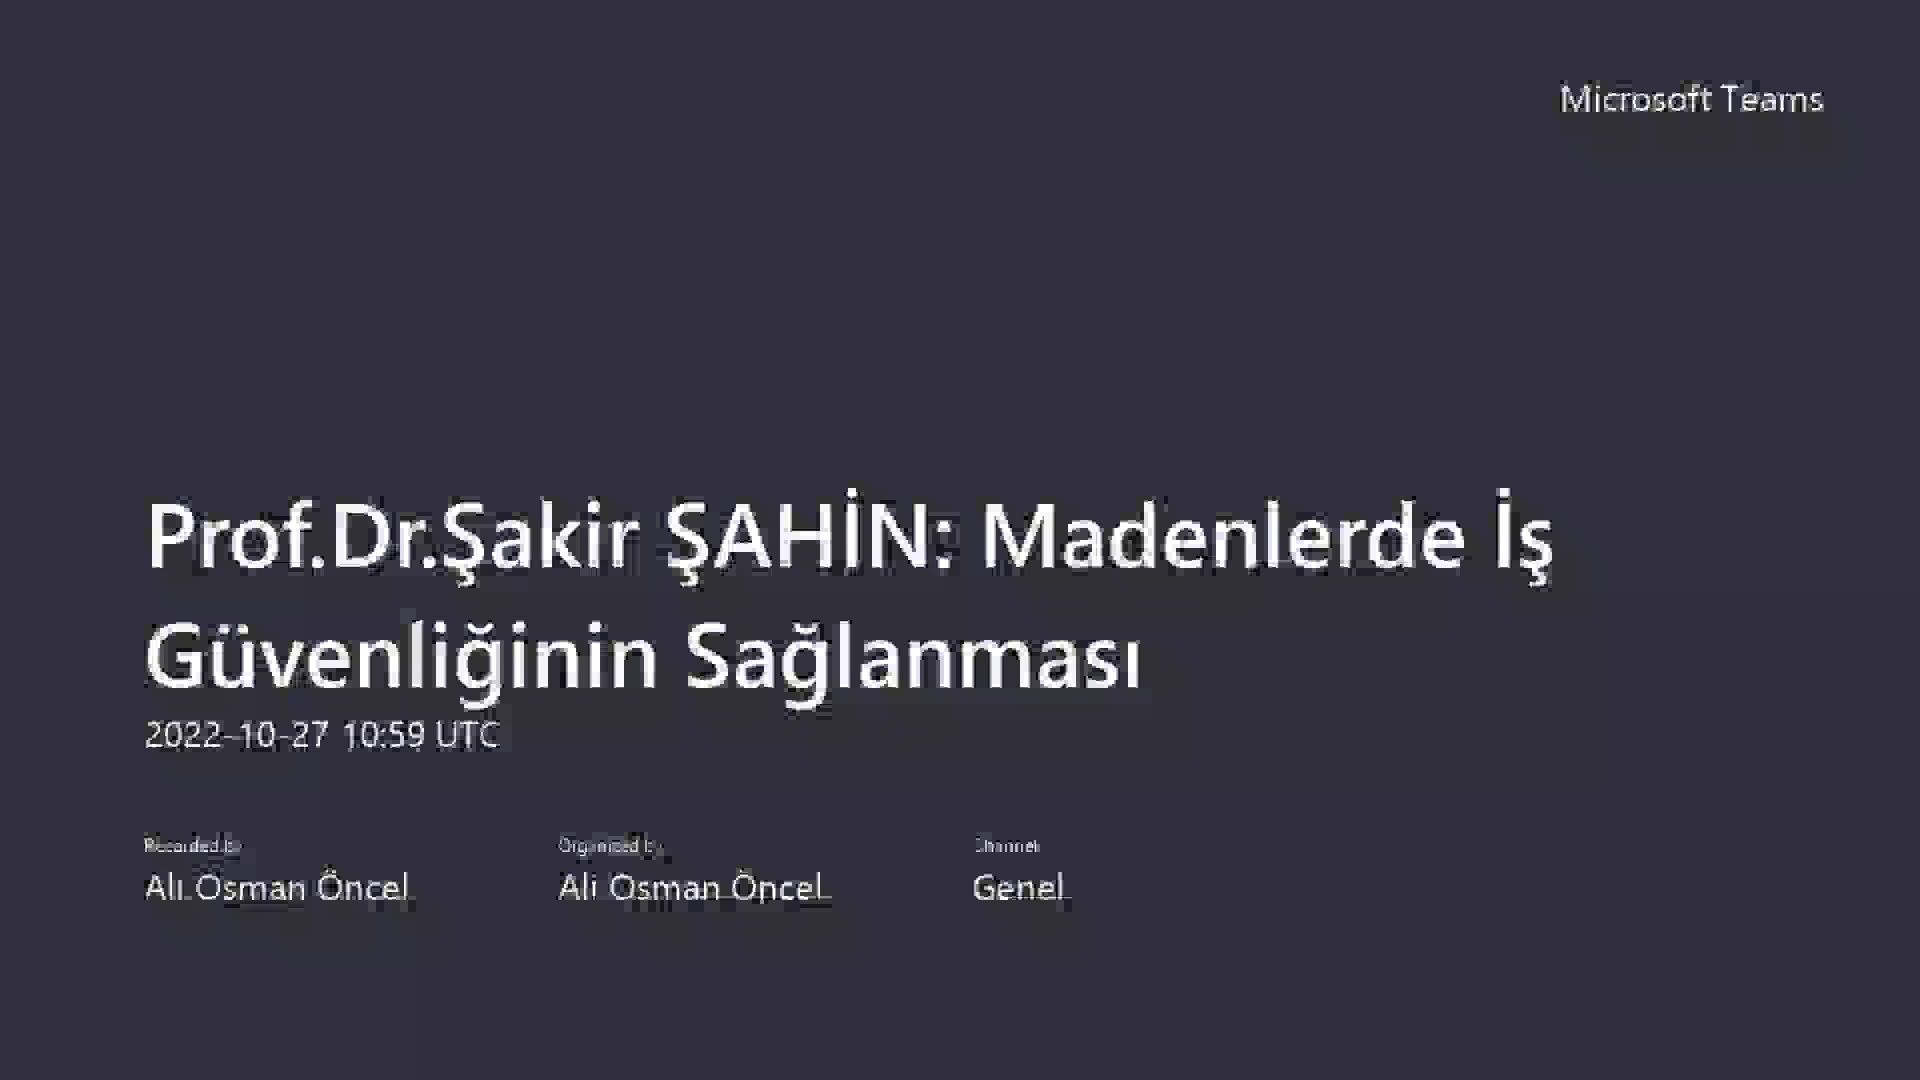 Microsoft Teams
Prof.Dr.Şakir ŞAHİN: Madenlerde İş
Güvenliğinin Sağlanması
2022-10-27 10:59 UTC
Recorded by Organized by Channel
Ali Osman Öncel Ali Osman Öncel Genel